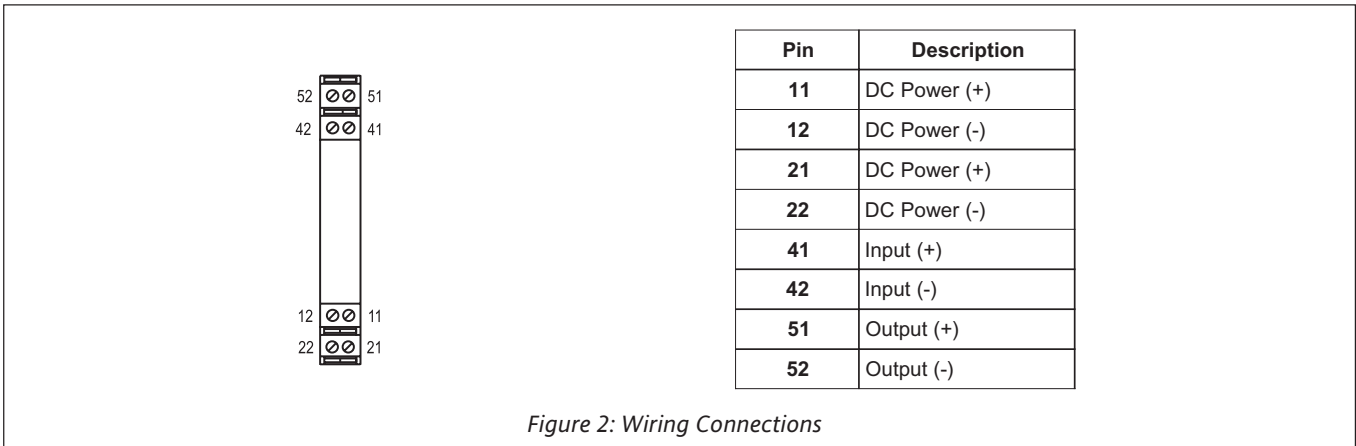 52 51
42 41
12 11
22 21
Pin Description
11 DC Power (+)
12 DC Power (-)
21 DC Power (+)
22 DC Power (-)
41 Input (+)
42 Input (-)
51 Output (+)
52 Output (-)
Figure 2: Wiring Connections